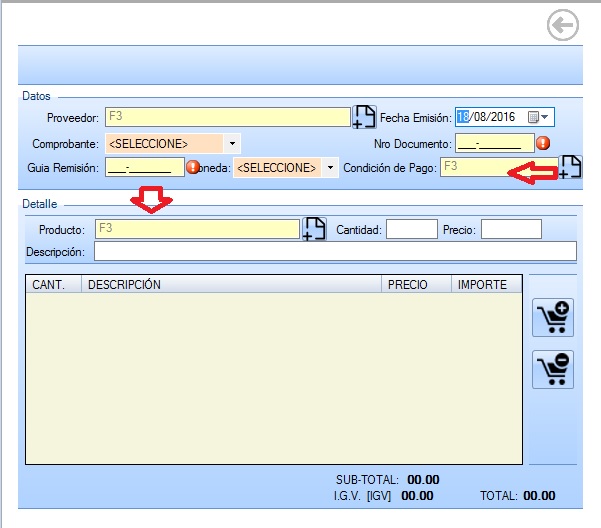 Datos
Proveedor: F3 Fecha Emisión: 18/08/2016
Comprobante: <SELECCIONE> Nro Documento: ___-________
Guia Remisión: ___-________ oneda: <SELECCIONE> Condición de Pago: F3
Detalle
Producto: F3 Cantidad: Precio:
Descripción:
CANT. DESCRIPCIÓN PRECIO IMPORTE
SUB-TOTAL: 00.00
I.G.V. [IGV] 00.00 TOTAL: 00.00